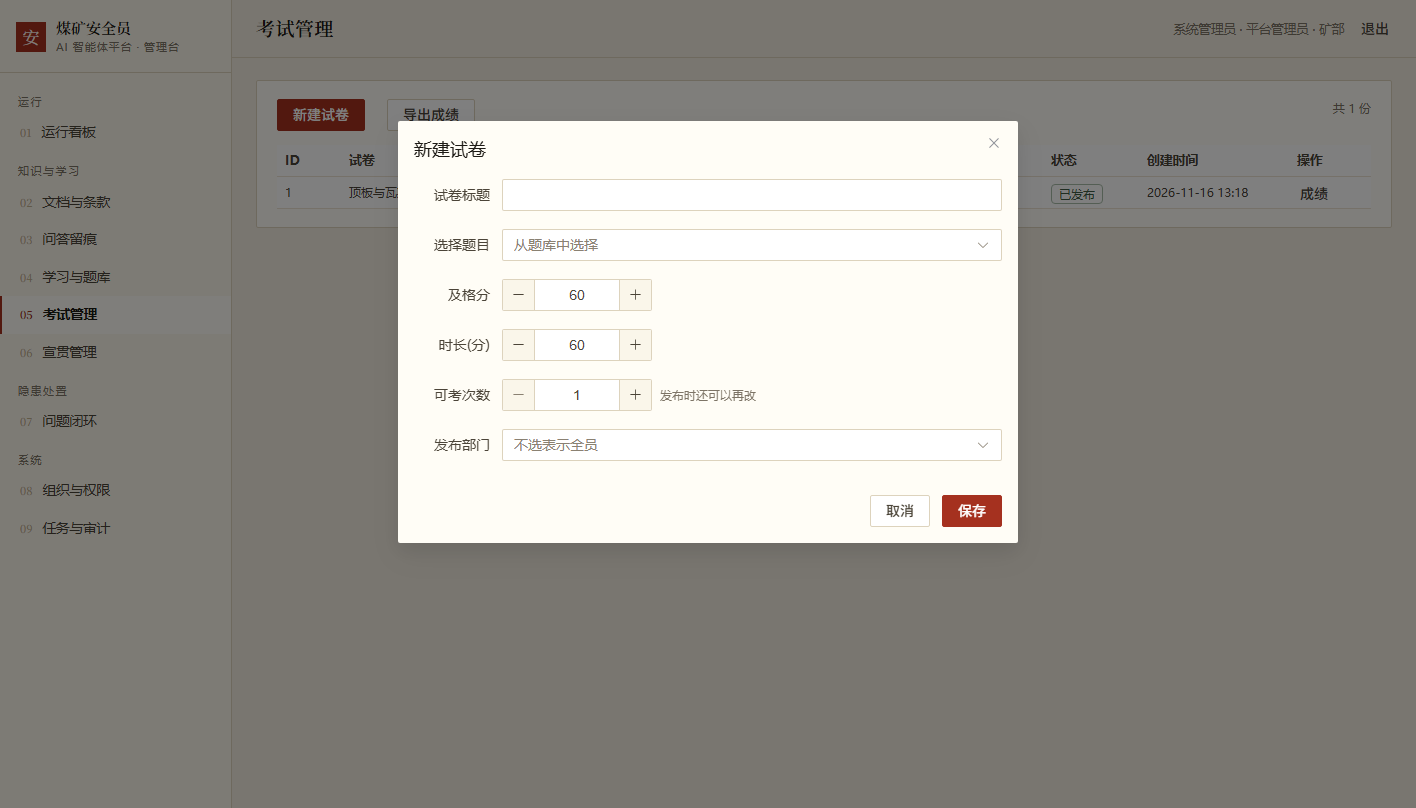 安
煤矿安全员
AI 智能体平台 · 管理台
考试管理
系统管理员 · 平台管理员 · 矿部
退出
运行
01 运行看板
知识与学习
02 文档与条款
03 问答留痕
04 学习与题库
05 考试管理
06 宣贯管理
隐患处置
07 问题闭环
系统
08 组织与权限
09 任务与审计
新建试卷
导出成绩
共 1 份
ID 试卷 状态 创建时间 操作
1 顶板与瓦 已发布 2026-11-16 13:18 成绩
新建试卷
试卷标题
选择题目 从题库中选择
及格分 60
时长(分) 60
可考次数 1 发布时还可以再改
发布部门 不选表示全员
取消 保存